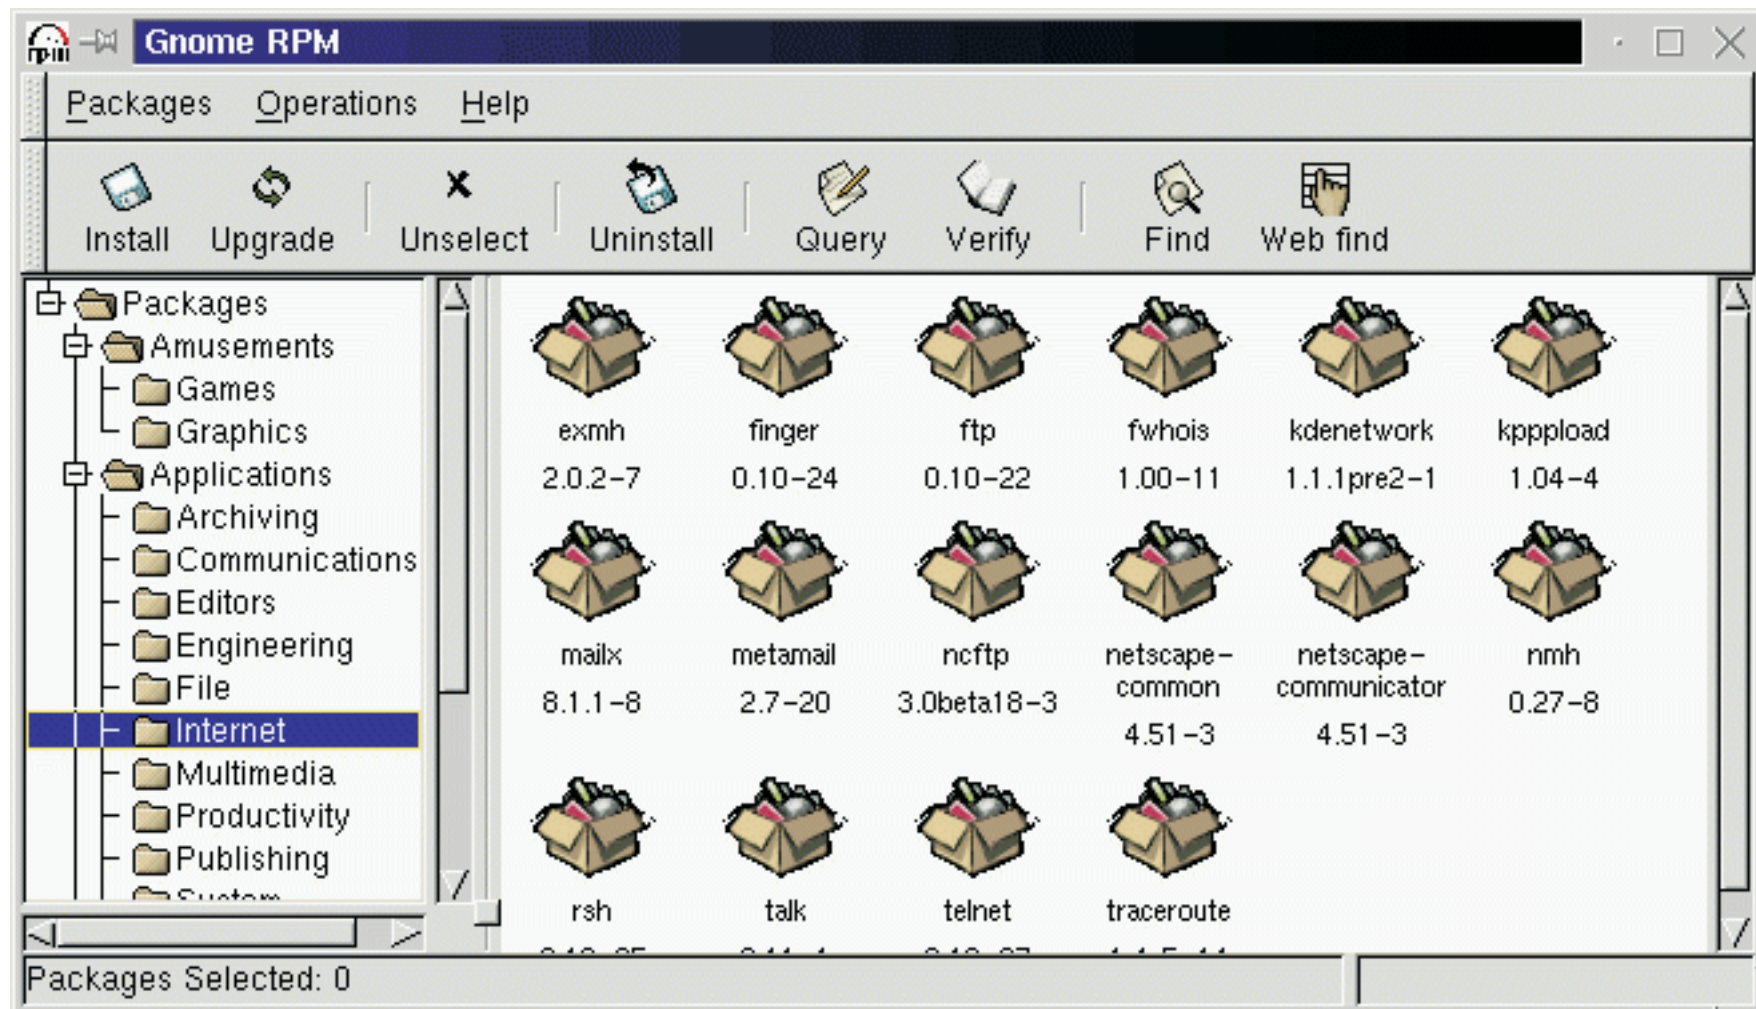 Gnome RPM
Packages Operations Help
Install Upgrade Unselect Uninstall Query Verify Find Web find
Packages
Amusements
Games
Graphics
Applications
Archiving
Communications
Editors
Engineering
File
Internet
Multimedia
Productivity
Publishing
System
exmh finger ftp fwhois kdenetwork kpppload
2.0.2-7 0.10-24 0.10-22 1.00-11 1.1.1pre2-1 1.04-4
mailx metamail ncftp netscape-common netscape-communicator nmh
8.1.1-8 2.7-20 3.0beta18-3 4.51-3 4.51-3 0.27-8
rsh talk telnet traceroute
Packages Selected: 0